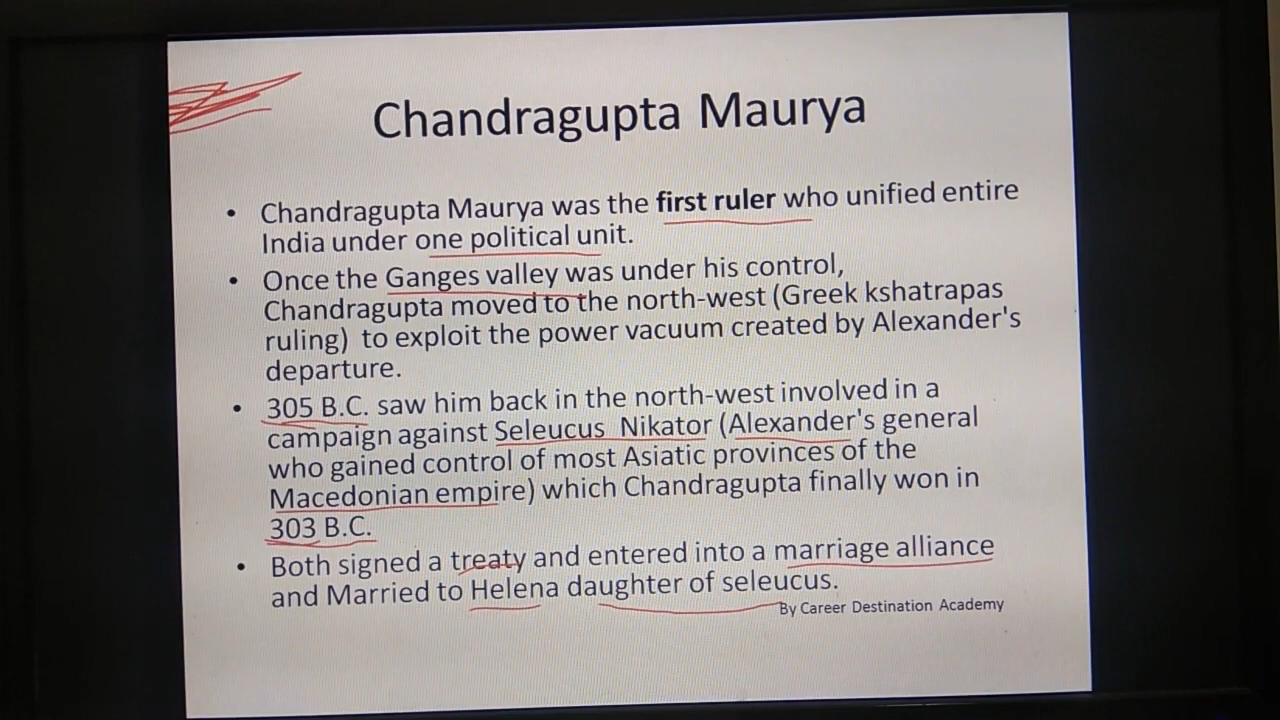 Chandragupta Maurya
• Chandragupta Maurya was the first ruler who unified entire
India under one political unit.
• Once the Ganges valley was under his control,
Chandragupta moved to the north-west (Greek kshatrapas
ruling) to exploit the power vacuum created by Alexander's
departure.
• 305 B.C. saw him back in the north-west involved in a
campaign against Seleucus Nikator (Alexander's general
who gained control of most Asiatic provinces of the
Macedonian empire) which Chandragupta finally won in
303 B.C.
• Both signed a treaty and entered into a marriage alliance
and Married to Helena daughter of seleucus.
By Career Destination Academy